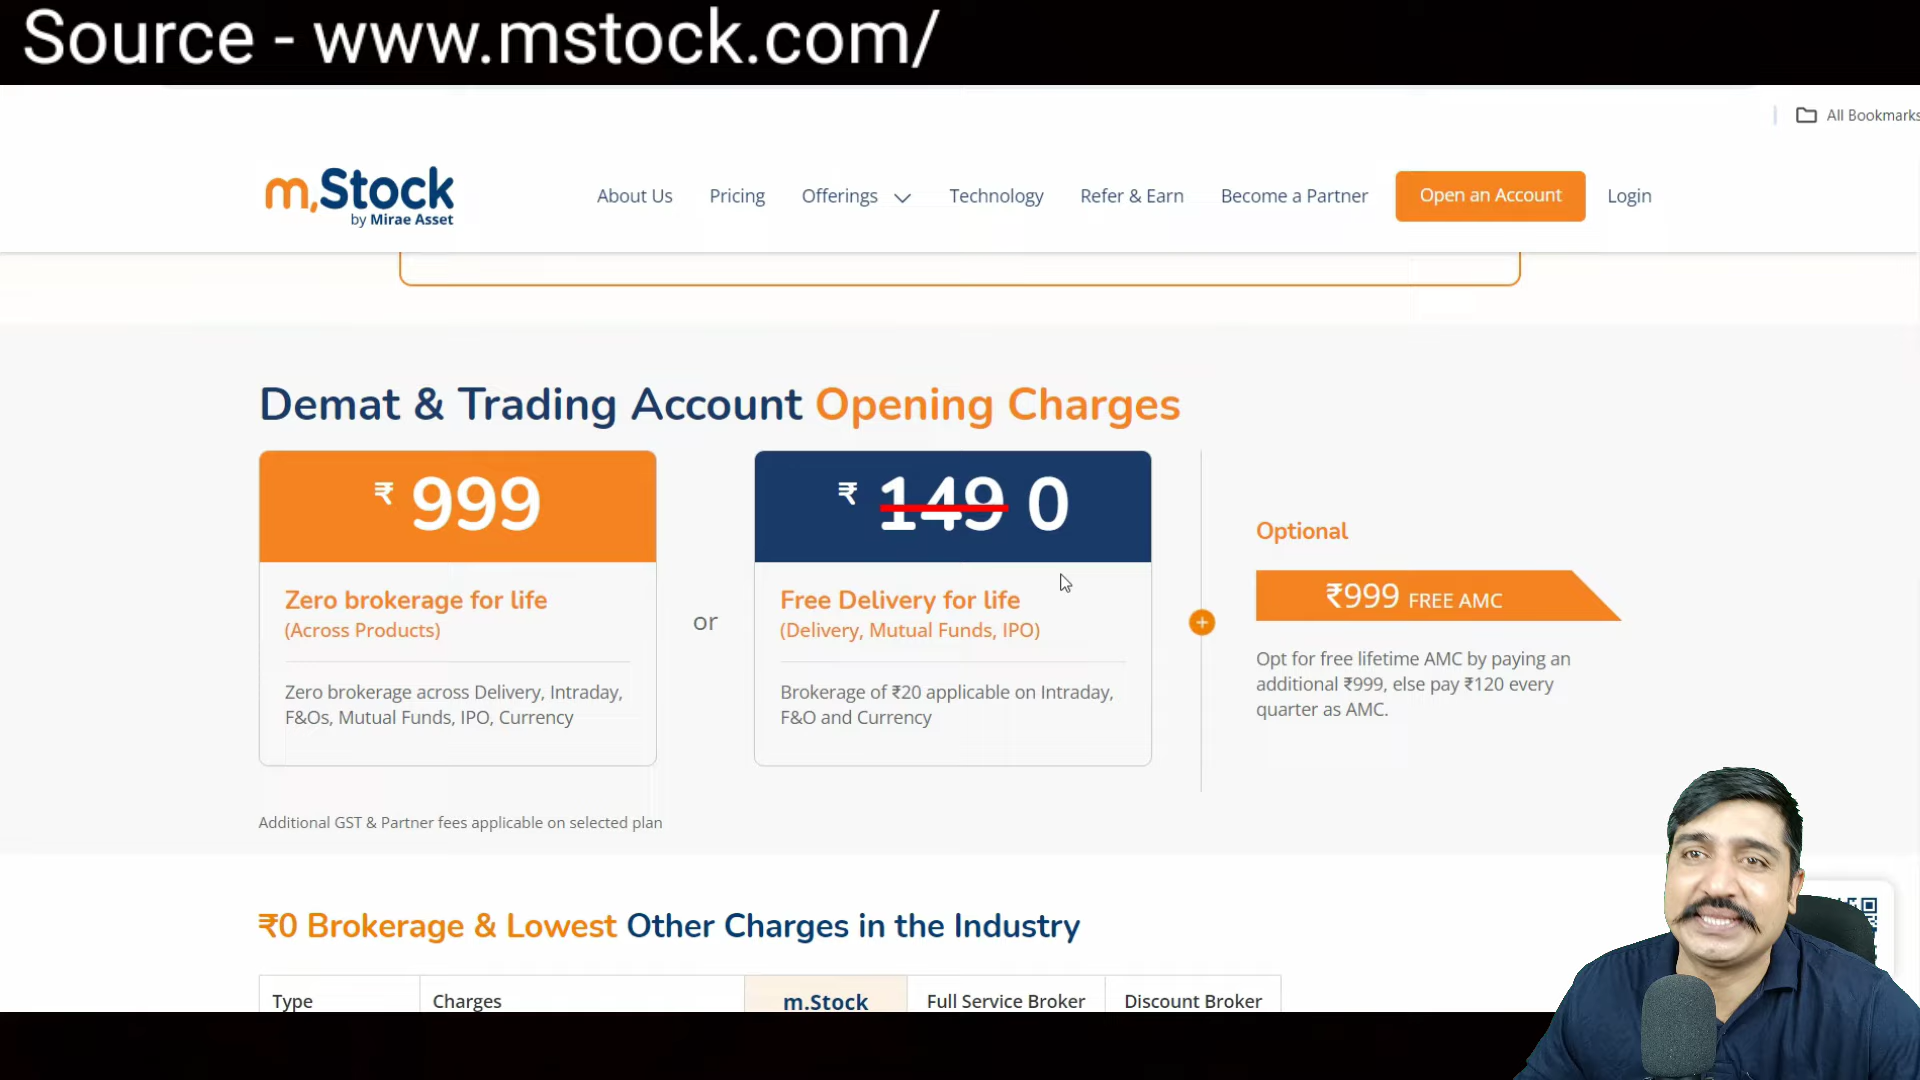 Source - www.mstock.com/
All Bookmarks
m.Stock
by Mirae Asset
About Us
Pricing
Offerings
Technology
Refer & Earn
Become a Partner
Open an Account
Login
Demat & Trading Account Opening Charges
₹ 999
Zero brokerage for life
(Across Products)
Zero brokerage across Delivery, Intraday,
F&Os, Mutual Funds, IPO, Currency
or
₹ 149 0
Free Delivery for life
(Delivery, Mutual Funds, IPO)
Brokerage of ₹20 applicable on Intraday,
F&O and Currency
+
Optional
₹999 FREE AMC
Opt for free lifetime AMC by paying an
additional ₹999, else pay ₹120 every
quarter as AMC.
Additional GST & Partner fees applicable on selected plan
₹0 Brokerage & Lowest Other Charges in the Industry
Type
Charges
m.Stock
Full Service Broker
Discount Broker